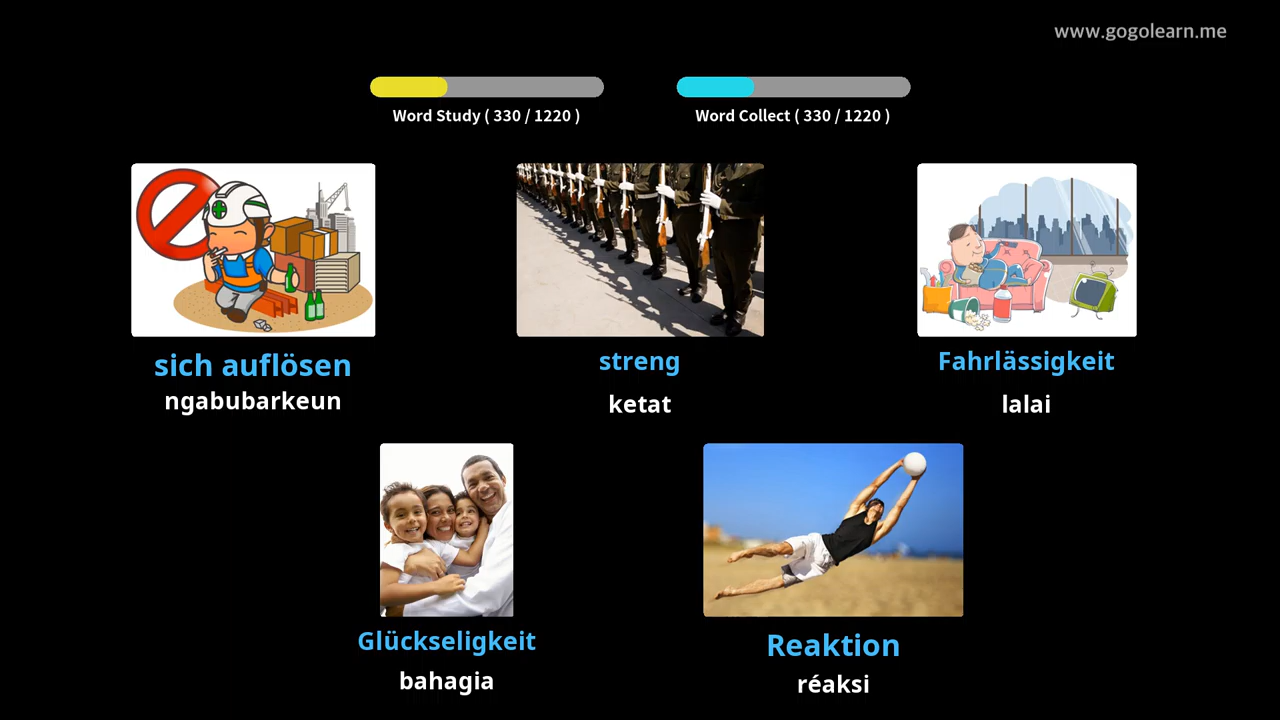 www.gogolearn.me
Word Study ( 330 / 1220 )
Word Collect ( 330 / 1220 )
sich auflösen
ngabubarkeun
streng
ketat
Fahrlässigkeit
lalai
Glückseligkeit
bahagia
Reaktion
réaksi